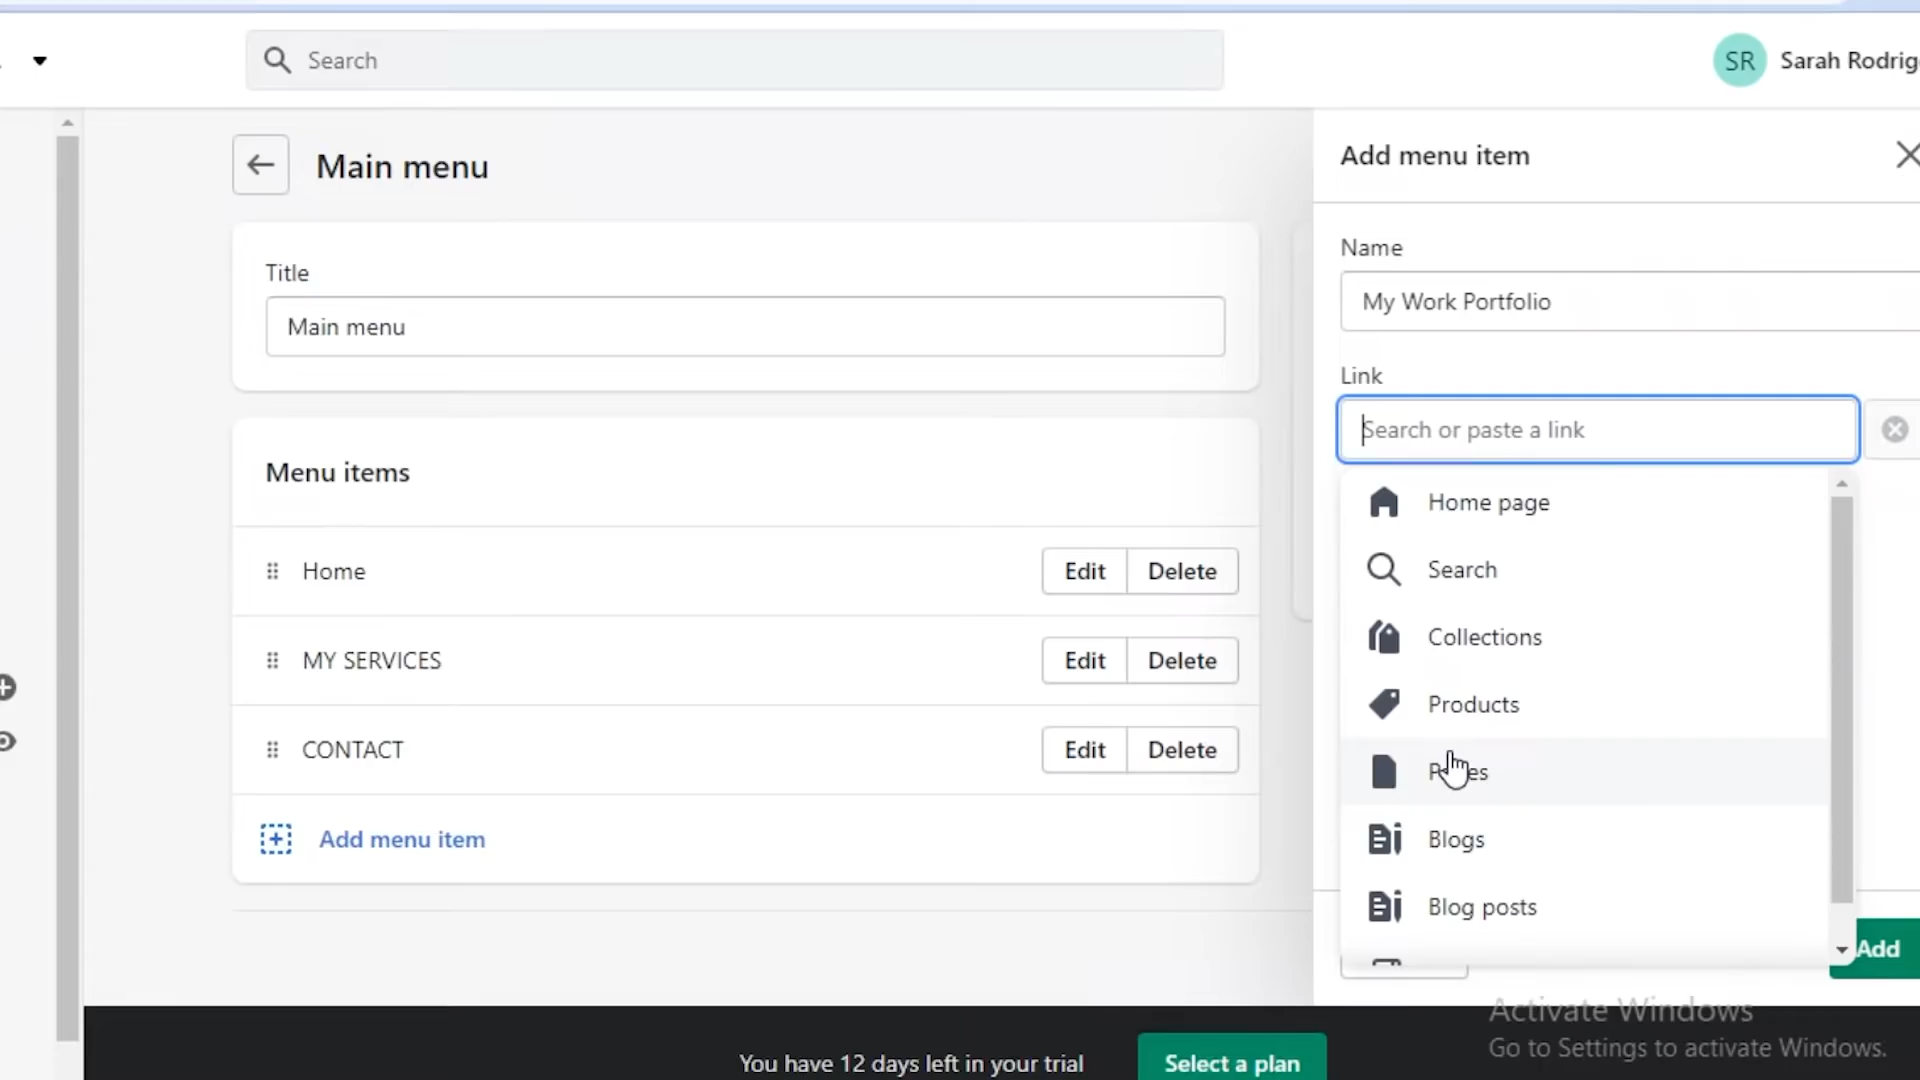 Search
SR
Sarah Rodrig
Main menu
Add menu item
Name
My Work Portfolio
Title
Main menu
Link
Search or paste a link
Menu items
Home page
Search
Home
Edit
Delete
Collections
MY SERVICES
Edit
Delete
Products
CONTACT
Edit
Delete
Add menu item
Blogs
Blog posts
Add
Activate Windows
Go to Settings to activate Windows.
You have 12 days left in your trial
Select a plan